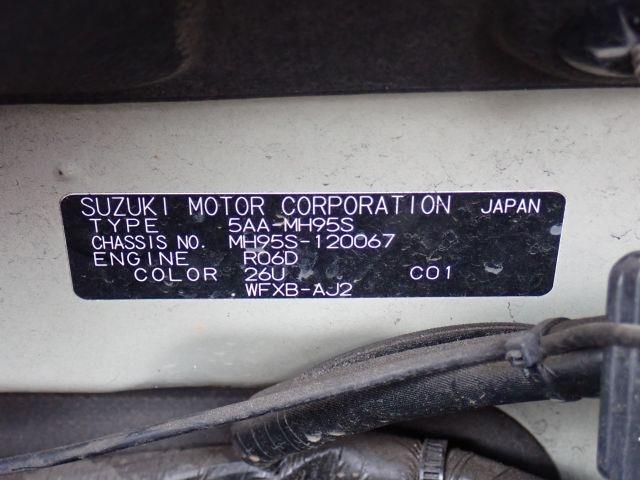 SUZUKI MOTOR CORPORATION JAPAN
TYPE 5AA-MH95S
CHASSIS NO. MH95S-120067
ENGINE R06D
COLOR 26U C01
WFXB-AJ2